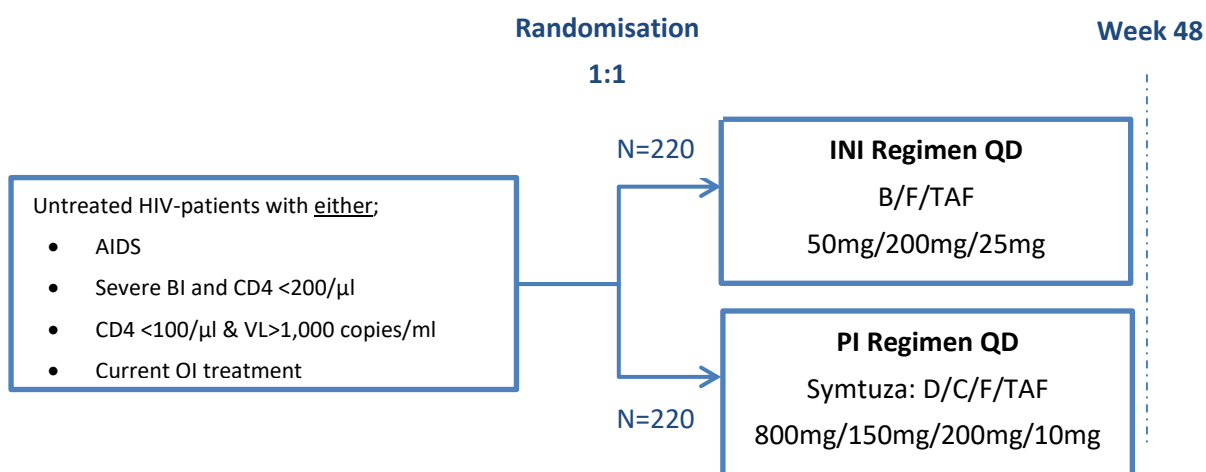 Randomisation
1:1
Week 48
N=220
INI Regimen QD
B/F/TAF
50mg/200mg/25mg
Untreated HIV-patients with either;
• AIDS
• Severe BI and CD4 <200/µl
• CD4 <100/µl & VL>1,000 copies/ml
• Current OI treatment
N=220
PI Regimen QD
Symtuza: D/C/F/TAF
800mg/150mg/200mg/10mg